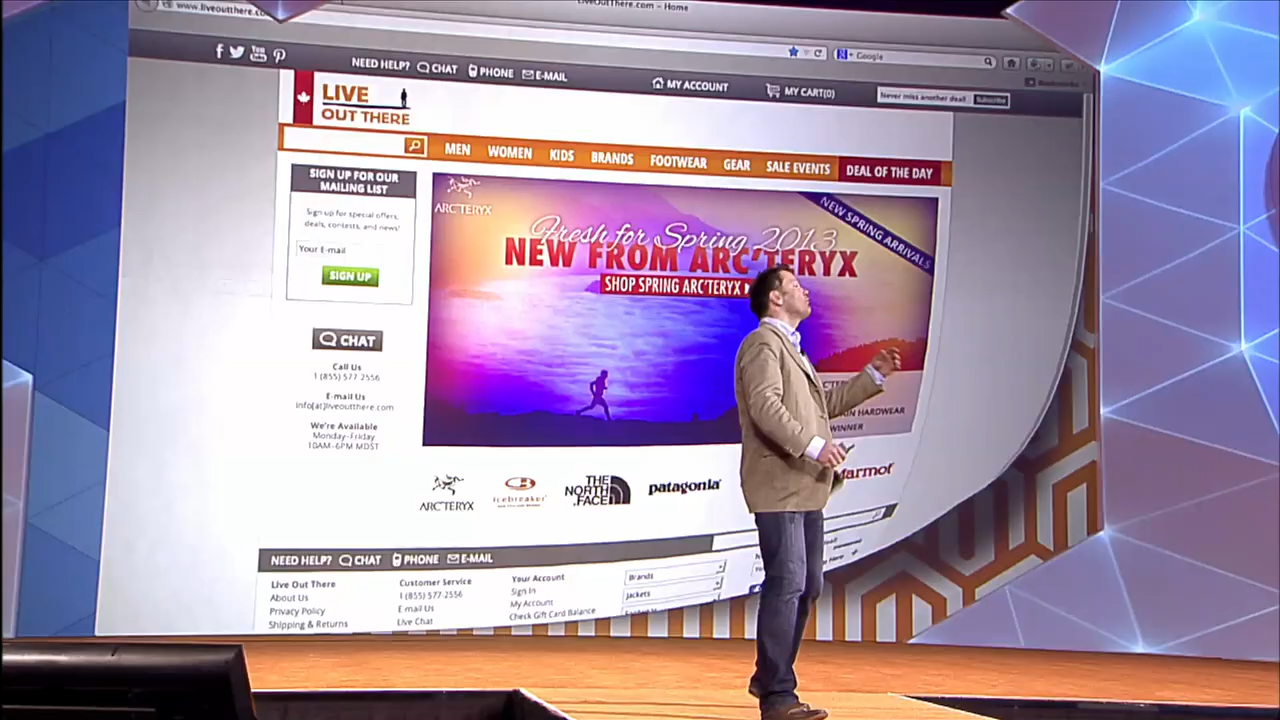 LiveOutThere.com – Home
www.liveoutthere.co
Google
Bookmarks
NEED HELP? CHAT PHONE E-MAIL
MY ACCOUNT
MY CART(0)
Never miss another deal!
Subscribe
LIVE
OUT THERE
MEN WOMEN KIDS BRANDS FOOTWEAR GEAR SALE EVENTS DEAL OF THE DAY
SIGN UP FOR OUR
MAILING LIST
Sign up for special offers,
deals, contests, and news!
Your E-mail
SIGN UP
CHAT
Call Us
1 (855) 577-2556
E-mail Us
info[at]liveoutthere.com
We're Available
Monday-Friday
10AM-6PM MDST
ARC'TERYX
NEW SPRING ARRIVALS
Fresh for Spring 2013
NEW FROM ARC'TERYX
SHOP SPRING ARC'TERYX
HARDWEAR
WINNER
ARC'TERYX
icebreaker
THE
NORTH
FACE
patagonia
Marmot
NEED HELP? CHAT PHONE E-MAIL
Live Out There
About Us
Privacy Policy
Shipping & Returns
Customer Service
1 (855) 577-2556
E-mail Us
Live Chat
Your Account
Sign In
My Account
Check Gift Card Balance
Brands
Jackets